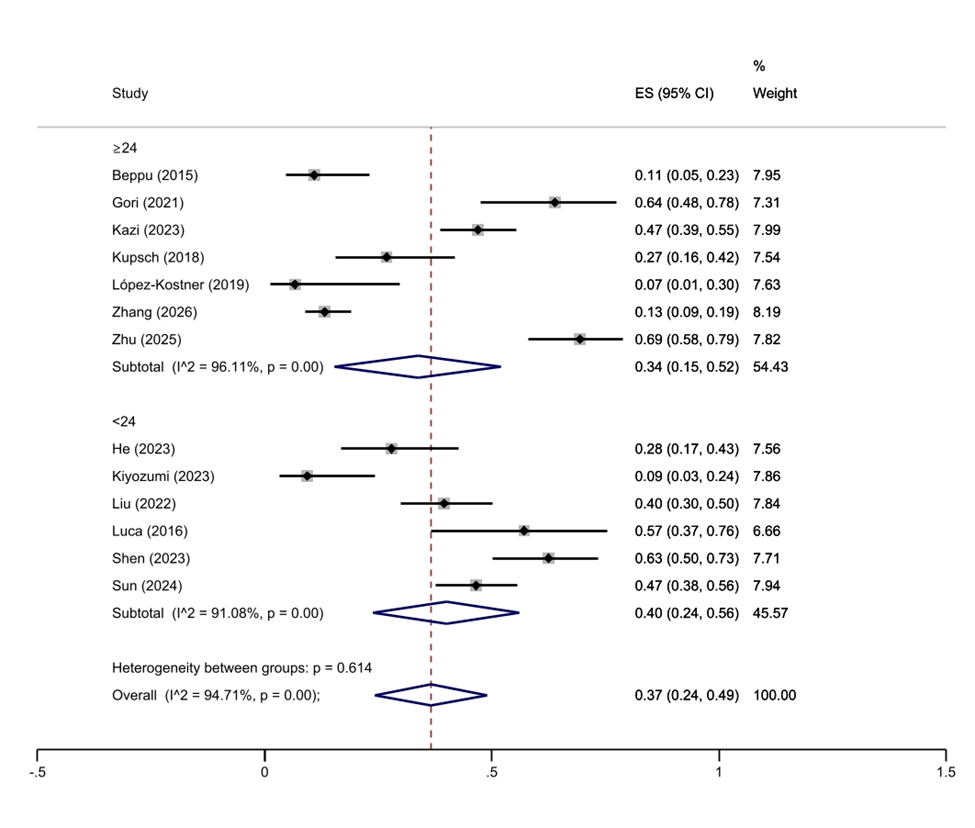 %
Study ES (95% CI) Weight
≥24
Beppu (2015) 0.11 (0.05, 0.23) 7.95
Gori (2021) 0.64 (0.48, 0.78) 7.31
Kazi (2023) 0.47 (0.39, 0.55) 7.99
Kupsch (2018) 0.27 (0.16, 0.42) 7.54
López-Kostner (2019) 0.07 (0.01, 0.30) 7.63
Zhang (2026) 0.13 (0.09, 0.19) 8.19
Zhu (2025) 0.69 (0.58, 0.79) 7.82
Subtotal (I^2 = 96.11%, p = 0.00) 0.34 (0.15, 0.52) 54.43
<24
He (2023) 0.28 (0.17, 0.43) 7.56
Kiyozumi (2023) 0.09 (0.03, 0.24) 7.86
Liu (2022) 0.40 (0.30, 0.50) 7.84
Luca (2016) 0.57 (0.37, 0.76) 6.66
Shen (2023) 0.63 (0.50, 0.73) 7.71
Sun (2024) 0.47 (0.38, 0.56) 7.94
Subtotal (I^2 = 91.08%, p = 0.00) 0.40 (0.24, 0.56) 45.57
Heterogeneity between groups: p = 0.614
Overall (I^2 = 94.71%, p = 0.00); 0.37 (0.24, 0.49) 100.00
-.5 0 .5 1 1.5